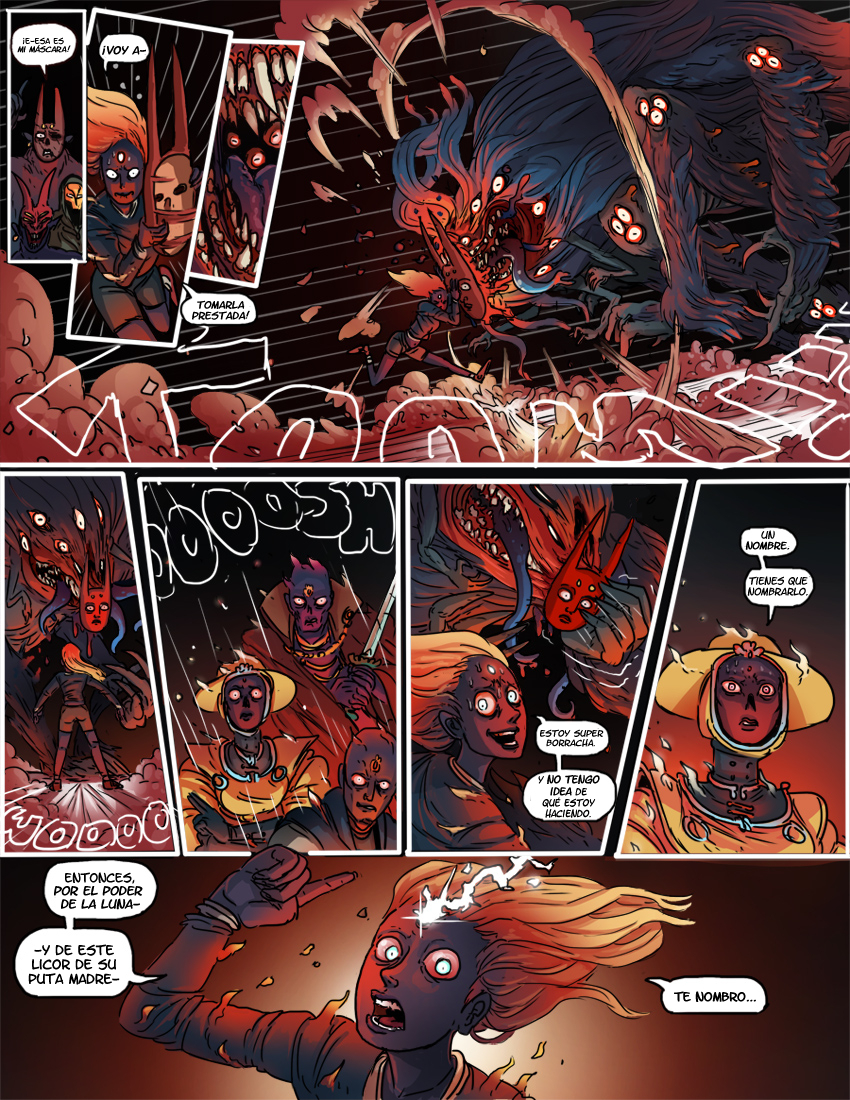 ¡E-ESA ES
MI MÁSCARA!
¡VOY A-
TOMARLA
PRESTADA!
OOOOSH
WOOOO
ESTOY SUPER
BORRACHA.
Y NO TENGO
IDEA DE
QUÉ ESTOY
HACIENDO.
UN
NOMBRE.
TIENES QUE
NOMBRARLO.
ENTONCES,
POR EL PODER
DE LA LUNA-
-Y DE ESTE
LICOR DE SU
PUTA MADRE-
TE NOMBRO...